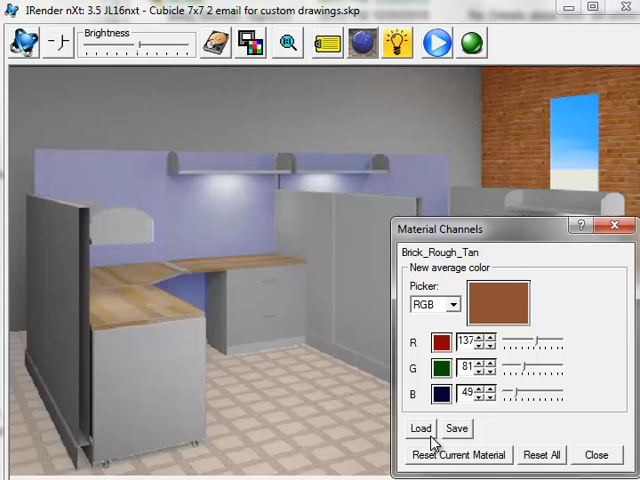 IRender nXt: 3.5 JL16nxt - Cubicle 7x7 2 email for custom drawings.skp
Brightness
Material Channels
Brick_Rough_Tan
New average color
Picker:
RGB
R 137
G 81
B 49
Load Save
Reset Current Material Reset All Close